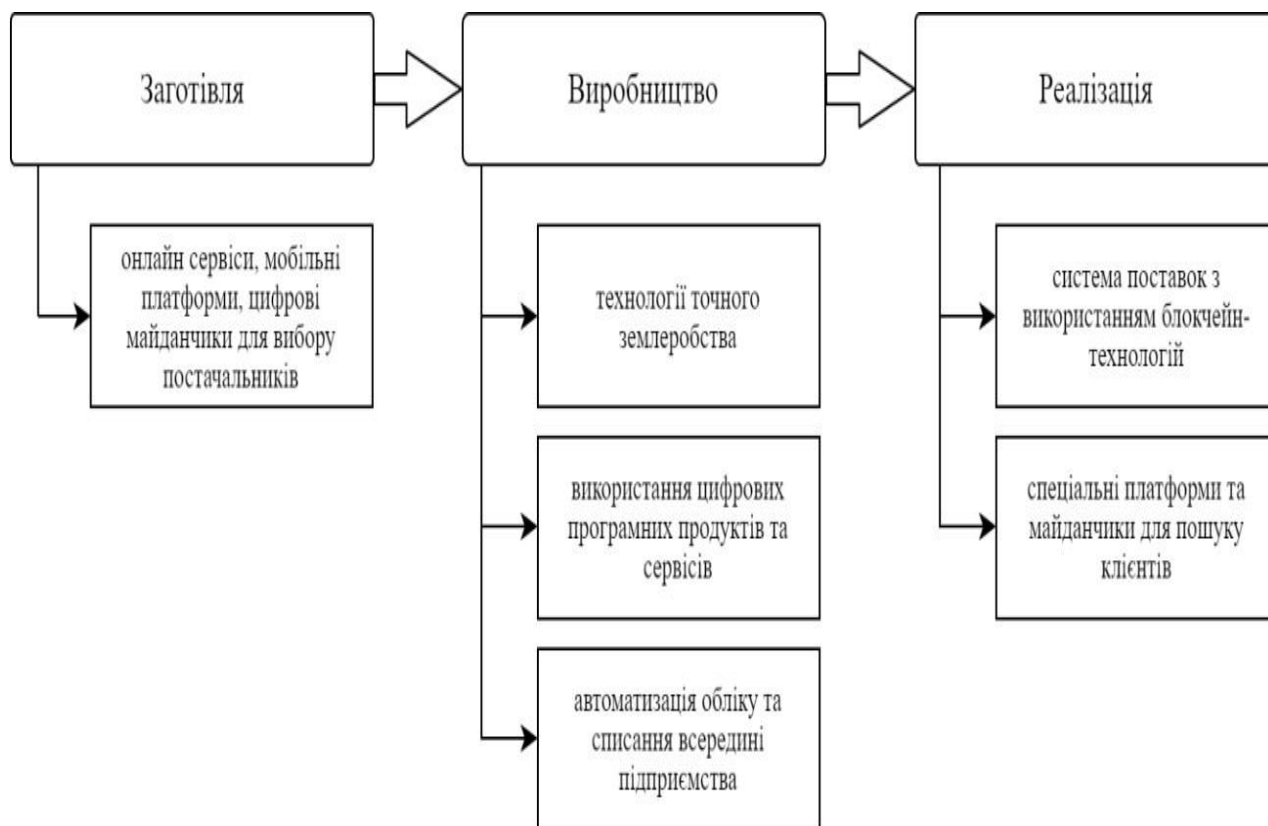 Заготівля
Виробництво
Реалізація
онлайн сервіси, мобільні
платформи, цифрові
майданчики для вибору
постачальників
технології точного
землеробства
використання цифрових
програмних продуктів та
сервісів
автоматизація обліку та
списання всередині
підприємства
система поставок з
використанням блокчейн-
технологій
спеціальні платформи та
майданчики для пошуку
клієнтів